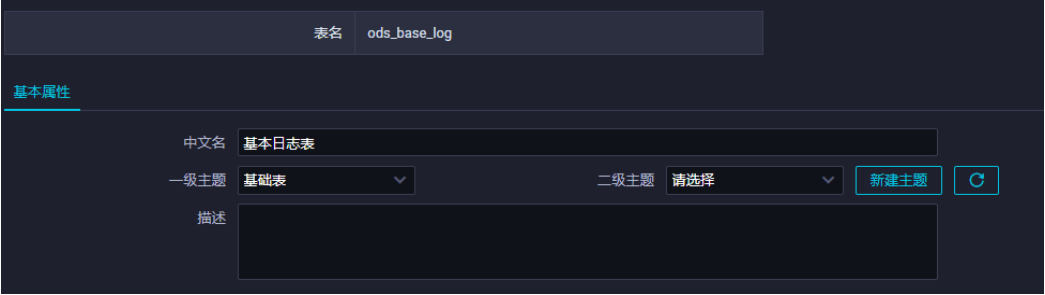 表名 ods_base_log
基本属性
中文名 基本日志表
一级主题 基础表 二级主题 请选择 新建主题
描述